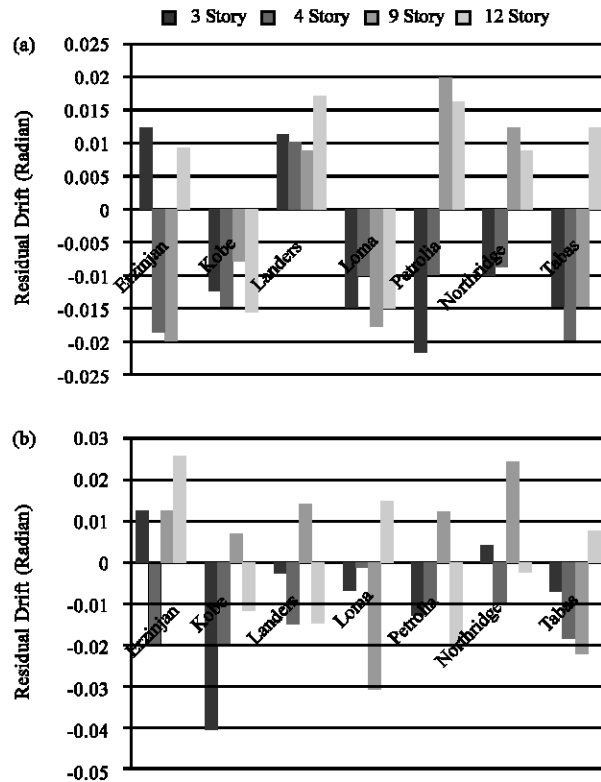 3 Story 4 Story 9 Story 12 Story
(a)
Residual Drift (Radian)
0.025
0.02
0.015
0.01
0.005
0
-0.005
-0.01
-0.015
-0.02
-0.025
Erzinjan
Kobe
Landers
Loma
Petrolia
Northridge
Tabas
(b)
Residual Drift (Radian)
0.03
0.02
0.01
0
-0.01
-0.02
-0.03
-0.04
-0.05
Erzinjan
Kobe
Landers
Loma
Petrolia
Northridge
Tabas